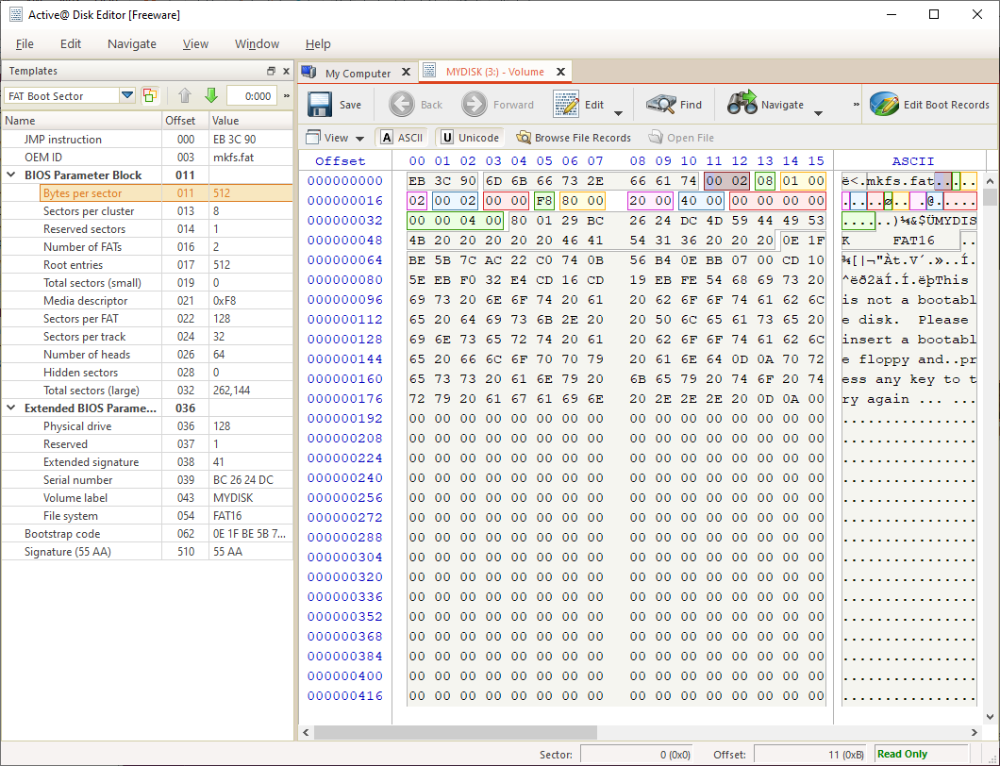 Active@ Disk Editor [Freeware]
File Edit Navigate View Window Help
Templates
FAT Boot Sector 0:000 »
Name Offset Value
JMP instruction 000 EB 3C 90
OEM ID 003 mkfs.fat
BIOS Parameter Block 011
Bytes per sector 011 512
Sectors per cluster 013 8
Reserved sectors 014 1
Number of FATs 016 2
Root entries 017 512
Total sectors (small) 019 0
Media descriptor 021 0xF8
Sectors per FAT 022 128
Sectors per track 024 32
Number of heads 026 64
Hidden sectors 028 0
Total sectors (large) 032 262,144
Extended BIOS Parame... 036
Physical drive 036 128
Reserved 037 1
Extended signature 038 41
Serial number 039 BC 26 24 DC
Volume label 043 MYDISK
File system 054 FAT16
Bootstrap code 062 0E 1F BE 5B 7...
Signature (55 AA) 510 55 AA
My Computer MYDISK (3:) - Volume
Save Back Forward Edit Find Navigate » Edit Boot Records
View ASCII Unicode Browse File Records Open File
Offset 00 01 02 03 04 05 06 07 08 09 10 11 12 13 14 15 ASCII
000000000 EB 3C 90 6D 6B 66 73 2E 66 61 74 00 02 08 01 00 ë<.mkfs.fat.....
000000016 02 00 02 00 00 F8 80 00 20 00 40 00 00 00 00 00 .....ø.. .@.....
000000032 00 00 04 00 80 01 29 BC 26 24 DC 4D 59 44 49 53 ......)¼&$ÜMYDIS
000000048 4B 20 20 20 20 20 46 41 54 31 36 20 20 20 0E 1F K     FAT16   ..
000000064 BE 5B 7C AC 22 C0 74 0B 56 B4 0E BB 07 00 CD 10 ¾[|¬"Àt.V´.»..Í.
000000080 5E EB F0 32 E4 CD 16 CD 19 EB FE 54 68 69 73 20 ^ëð2äÍ.Í.ëþThis
000000096 69 73 20 6E 6F 74 20 61 20 62 6F 6F 74 61 62 6C is not a bootabl
000000112 65 20 64 69 73 6B 2E 20 20 50 6C 65 61 73 65 20 e disk.  Please
000000128 69 6E 73 65 72 74 20 61 20 62 6F 6F 74 61 62 6C insert a bootabl
000000144 65 20 66 6C 6F 70 70 79 20 61 6E 64 0D 0A 70 72 e floppy and..pr
000000160 65 73 73 20 61 6E 79 20 6B 65 79 20 74 6F 20 74 ess any key to t
000000176 72 79 20 61 67 61 69 6E 20 2E 2E 2E 20 0D 0A 00 ry again ... ...
000000192 00 00 00 00 00 00 00 00 00 00 00 00 00 00 00 00 ................
000000208 00 00 00 00 00 00 00 00 00 00 00 00 00 00 00 00 ................
000000224 00 00 00 00 00 00 00 00 00 00 00 00 00 00 00 00 ................
000000240 00 00 00 00 00 00 00 00 00 00 00 00 00 00 00 00 ................
000000256 00 00 00 00 00 00 00 00 00 00 00 00 00 00 00 00 ................
000000272 00 00 00 00 00 00 00 00 00 00 00 00 00 00 00 00 ................
000000288 00 00 00 00 00 00 00 00 00 00 00 00 00 00 00 00 ................
000000304 00 00 00 00 00 00 00 00 00 00 00 00 00 00 00 00 ................
000000320 00 00 00 00 00 00 00 00 00 00 00 00 00 00 00 00 ................
000000336 00 00 00 00 00 00 00 00 00 00 00 00 00 00 00 00 ................
000000352 00 00 00 00 00 00 00 00 00 00 00 00 00 00 00 00 ................
000000368 00 00 00 00 00 00 00 00 00 00 00 00 00 00 00 00 ................
000000384 00 00 00 00 00 00 00 00 00 00 00 00 00 00 00 00 ................
000000400 00 00 00 00 00 00 00 00 00 00 00 00 00 00 00 00 ................
000000416 00 00 00 00 00 00 00 00 00 00 00 00 00 00 00 00 ................
Sector: 0 (0x0) Offset: 11 (0xB) Read Only